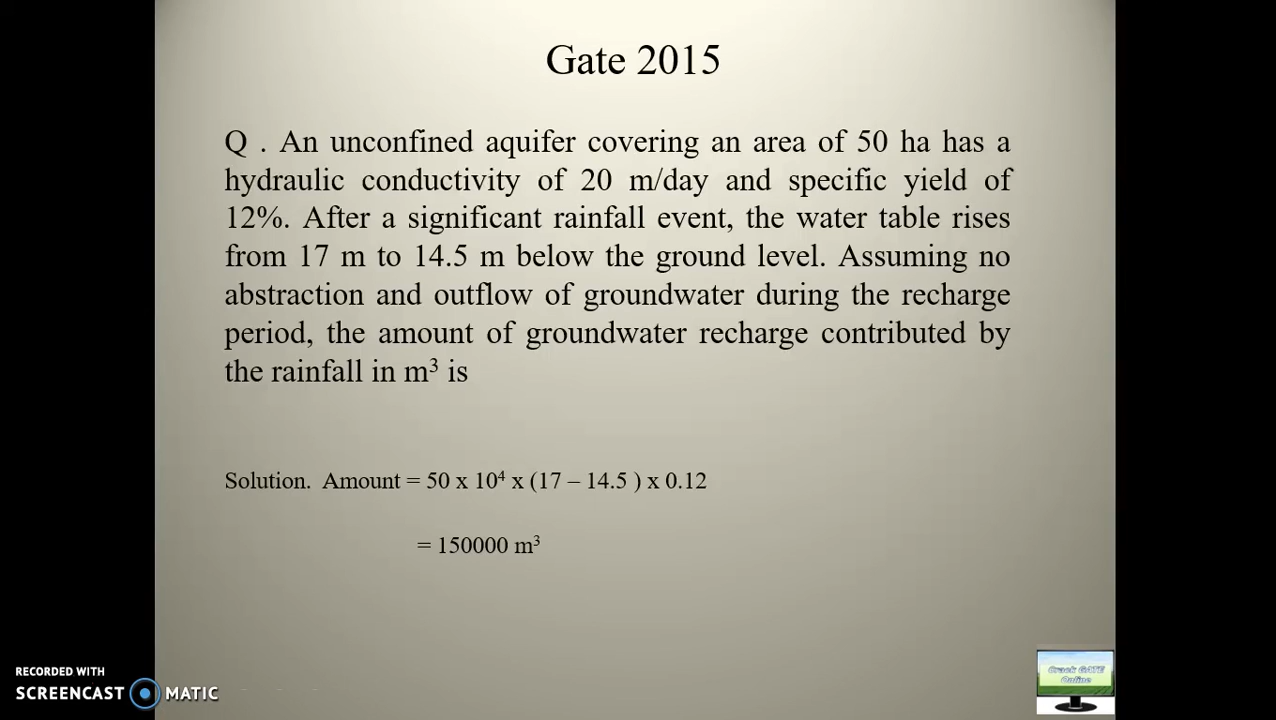 Gate 2015
Q . An unconfined aquifer covering an area of 50 ha has a
hydraulic conductivity of 20 m/day and specific yield of
12%. After a significant rainfall event, the water table rises
from 17 m to 14.5 m below the ground level. Assuming no
abstraction and outflow of groundwater during the recharge
period, the amount of groundwater recharge contributed by
the rainfall in m³ is
Solution. Amount = 50 x 10⁴ x (17 – 14.5 ) x 0.12
= 150000 m³
RECORDED WITH
SCREENCAST MATIC
Crack GATE
Online